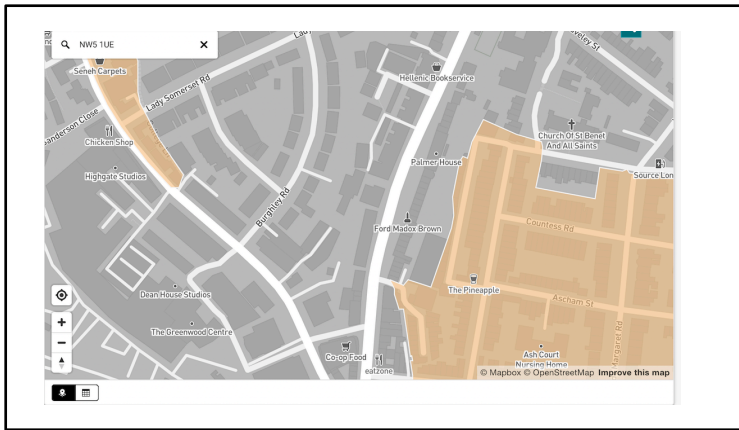 NW5 1UE
Seneh Carpets
Lady Somerset Rd
Sanderson Close
Chicken Shop
Highgate Studios
Burghley Rd
Dean House Studios
The Greenwood Centre
Hellenic Bookservice
Palmer House
Ford Madox Brown
Church Of St Benet
And All Saints
Source Lon
Countess Rd
The Pineapple
Ascham St
Margaret Rd
Co-op Food
eatzone
Ash Court
Nursing Home
© Mapbox © OpenStreetMap Improve this map